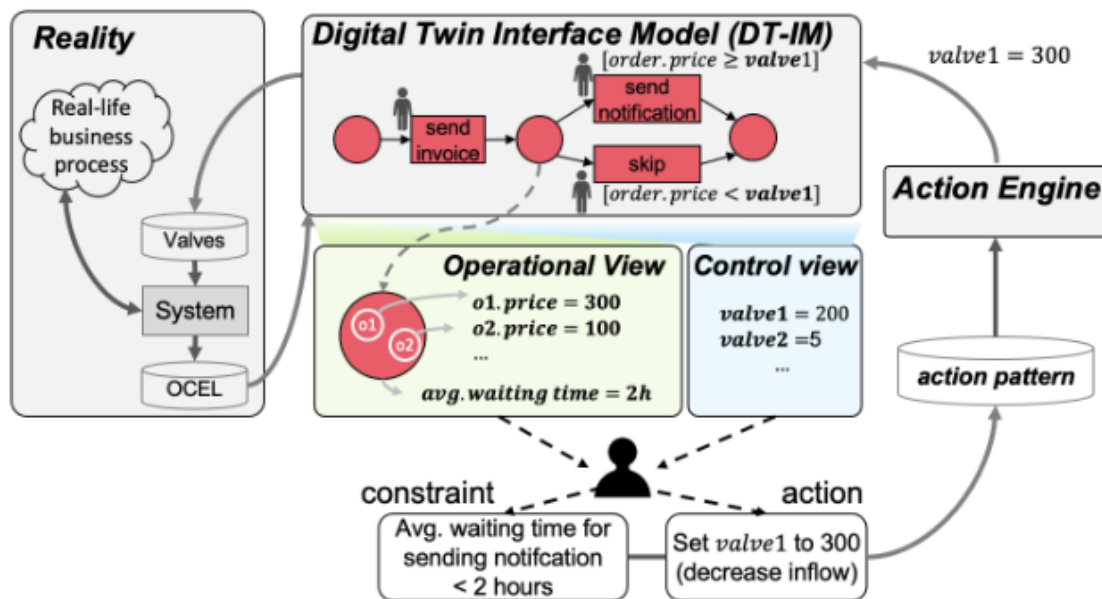 Reality
Real-life
business
process
Valves
System
OCEL
Digital Twin Interface Model (DT-IM)
[order.price ≥ valve1]
send
notification
send
invoice
skip
[order.price < valve1]
valve1 = 300
Action Engine
action pattern
Operational View
o1
o2
o1.price = 300
o2.price = 100
...
avg.waiting time = 2h
Control view
valve1 = 200
valve2 =5
...
constraint
Avg. waiting time for
sending notifcation
< 2 hours
action
Set valve1 to 300
(decrease inflow)